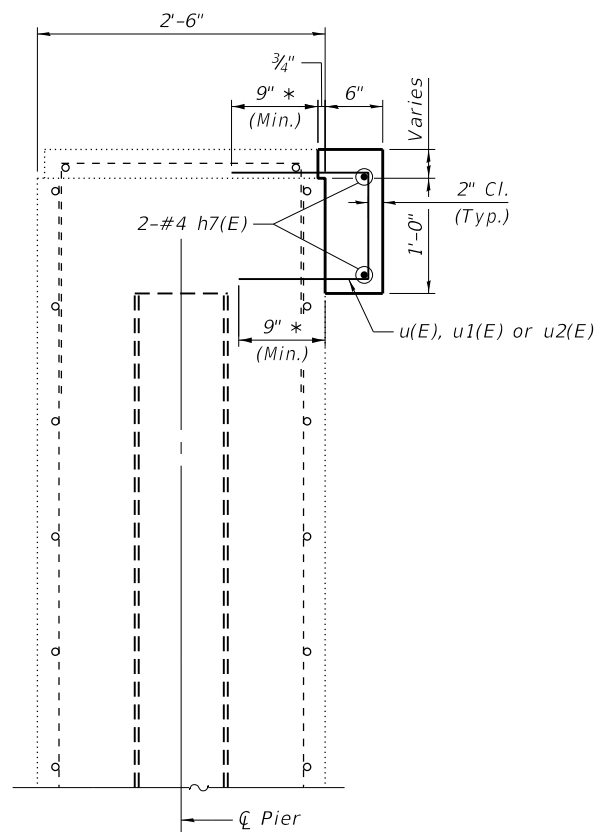 2'-6"
3/4"
9" *
(Min.)
6"
Varies
2" Cl.
(Typ.)
2-#4 h7(E)
1'-0"
9" *
(Min.)
u(E), u1(E) or u2(E)
℄ Pier